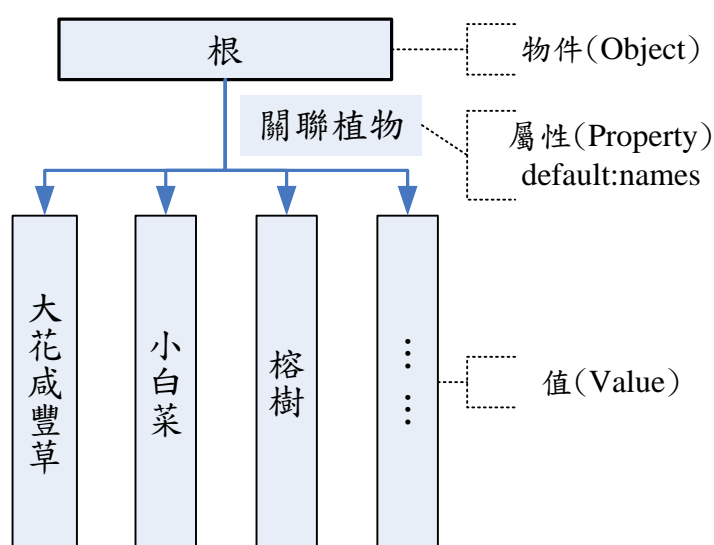 根
物件(Object)
關聯植物
屬性(Property)
default:names
大花咸豐草
小白菜
榕樹
……
值(Value)